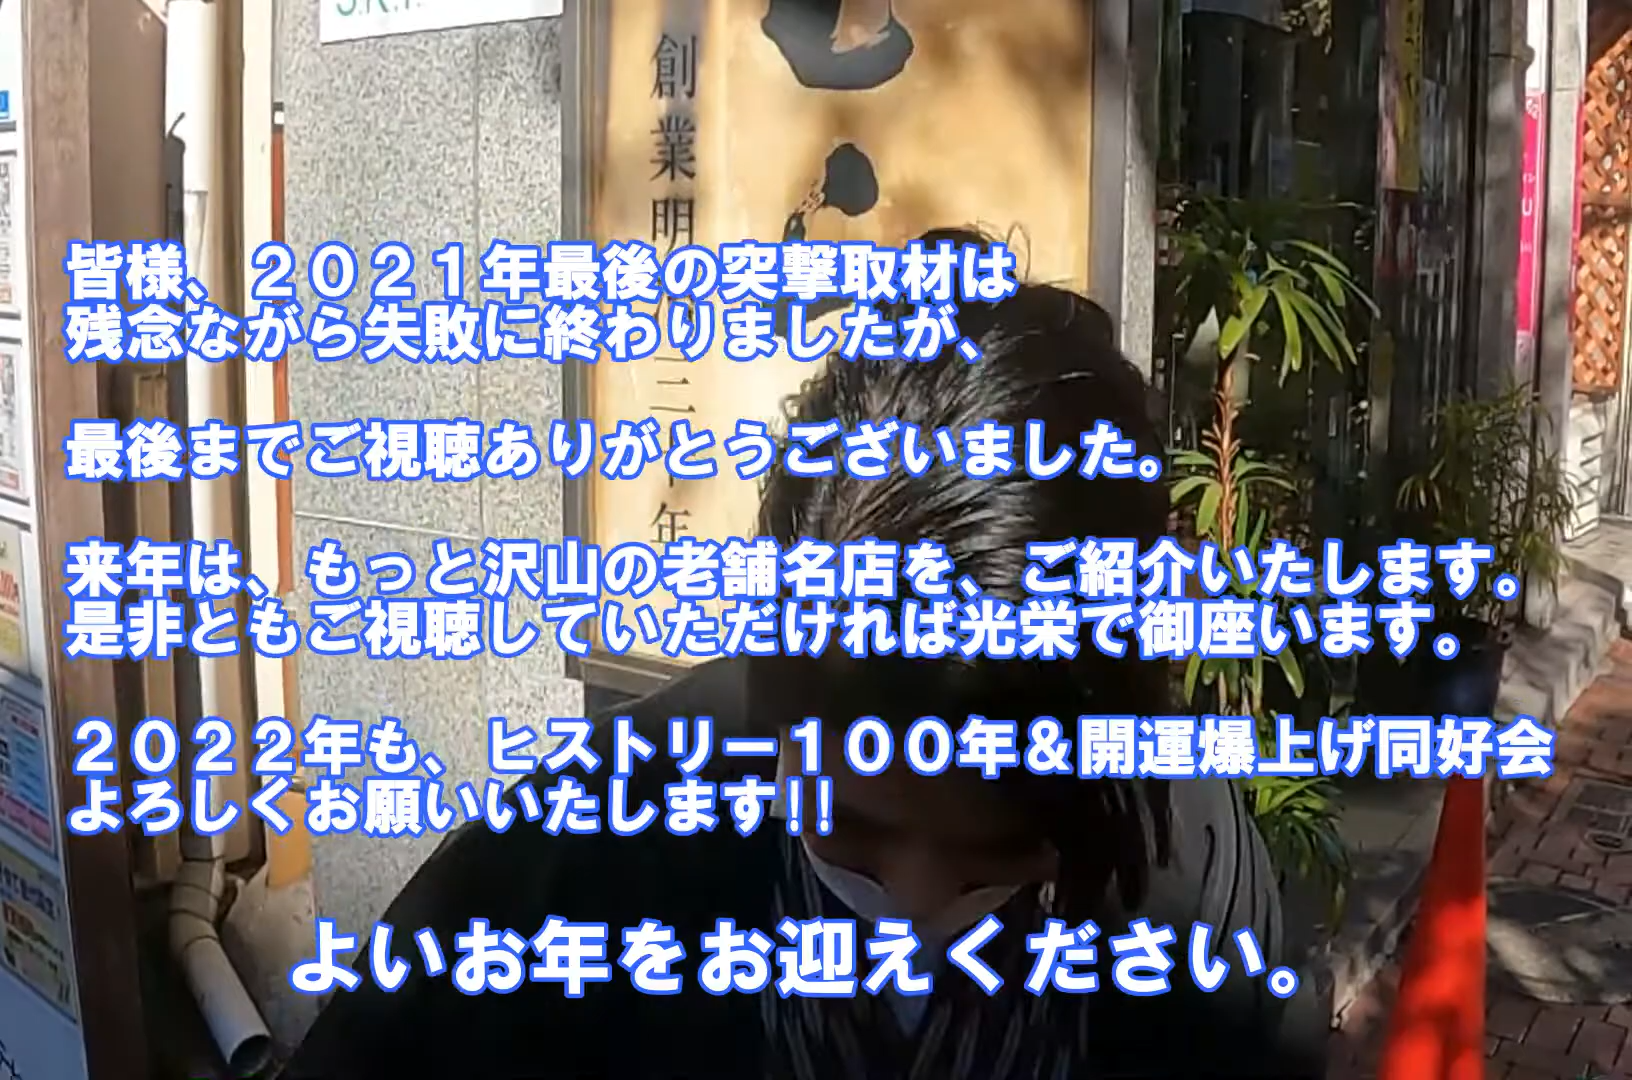 創業明
二十年
皆様、２０２１年最後の突撃取材は
残念ながら失敗に終わりましたが、
最後までご視聴ありがとうございました。
来年は、もっと沢山の老舗名店を、ご紹介いたします。
是非ともご視聴していただければ光栄で御座います。
２０２２年も、ヒストリー１００年＆開運爆上げ同好会
よろしくお願いいたします!!
よいお年をお迎えください。